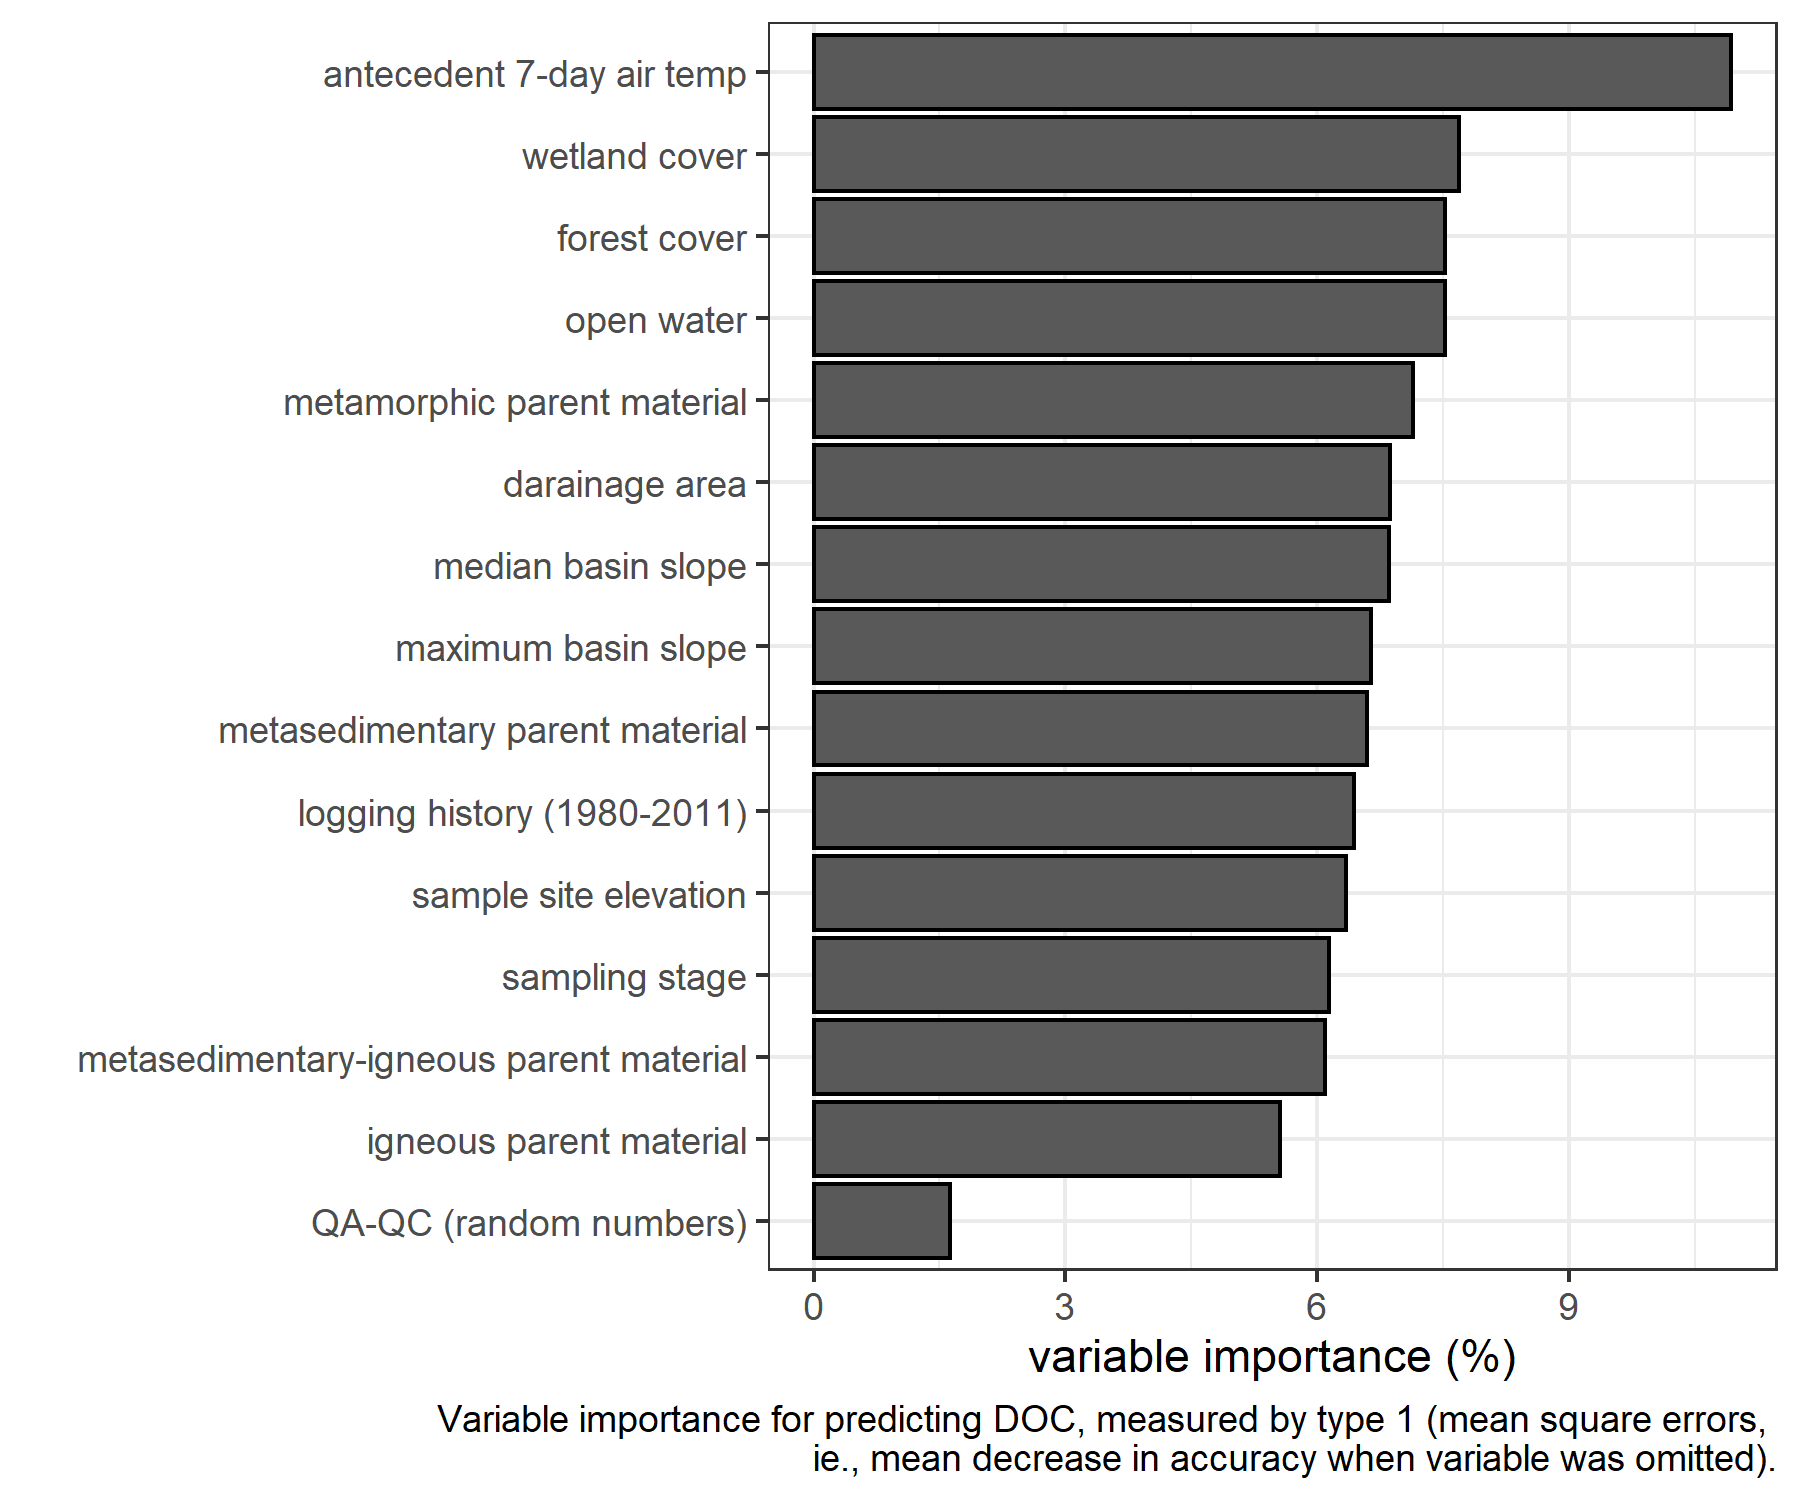 antecedent 7-day air temp
wetland cover
forest cover
open water
metamorphic parent material
darainage area
median basin slope
maximum basin slope
metasedimentary parent material
logging history (1980-2011)
sample site elevation
sampling stage
metasedimentary-igneous parent material
igneous parent material
QA-QC (random numbers)
0 3 6 9
variable importance (%)
Variable importance for predicting DOC, measured by type 1 (mean square errors,
ie., mean decrease in accuracy when variable was omitted).